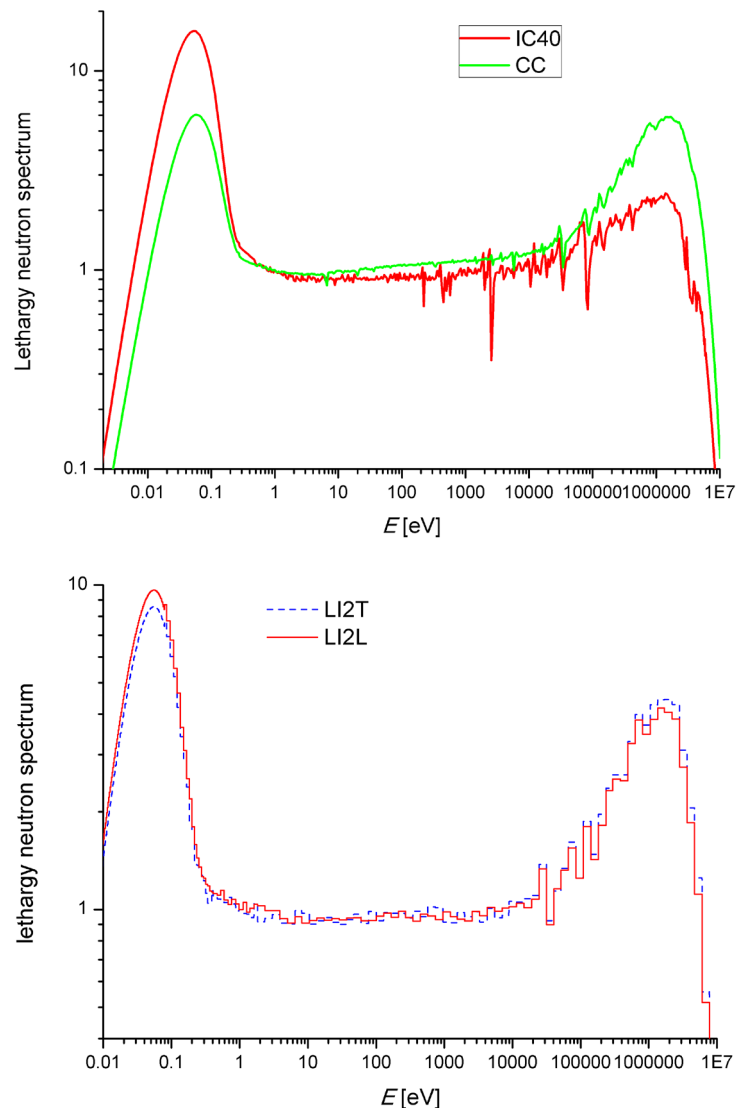 IC40
CC
Lethargy neutron spectrum
10
1
0.1
0.01 0.1 1 10 100 1000 10000 100000 1000000 1E7
E [eV]
LI2T
LI2L
lethargy neutron spectrum
10
1
0.01 0.1 1 10 100 1000 10000 100000 1000000 1E7
E [eV]